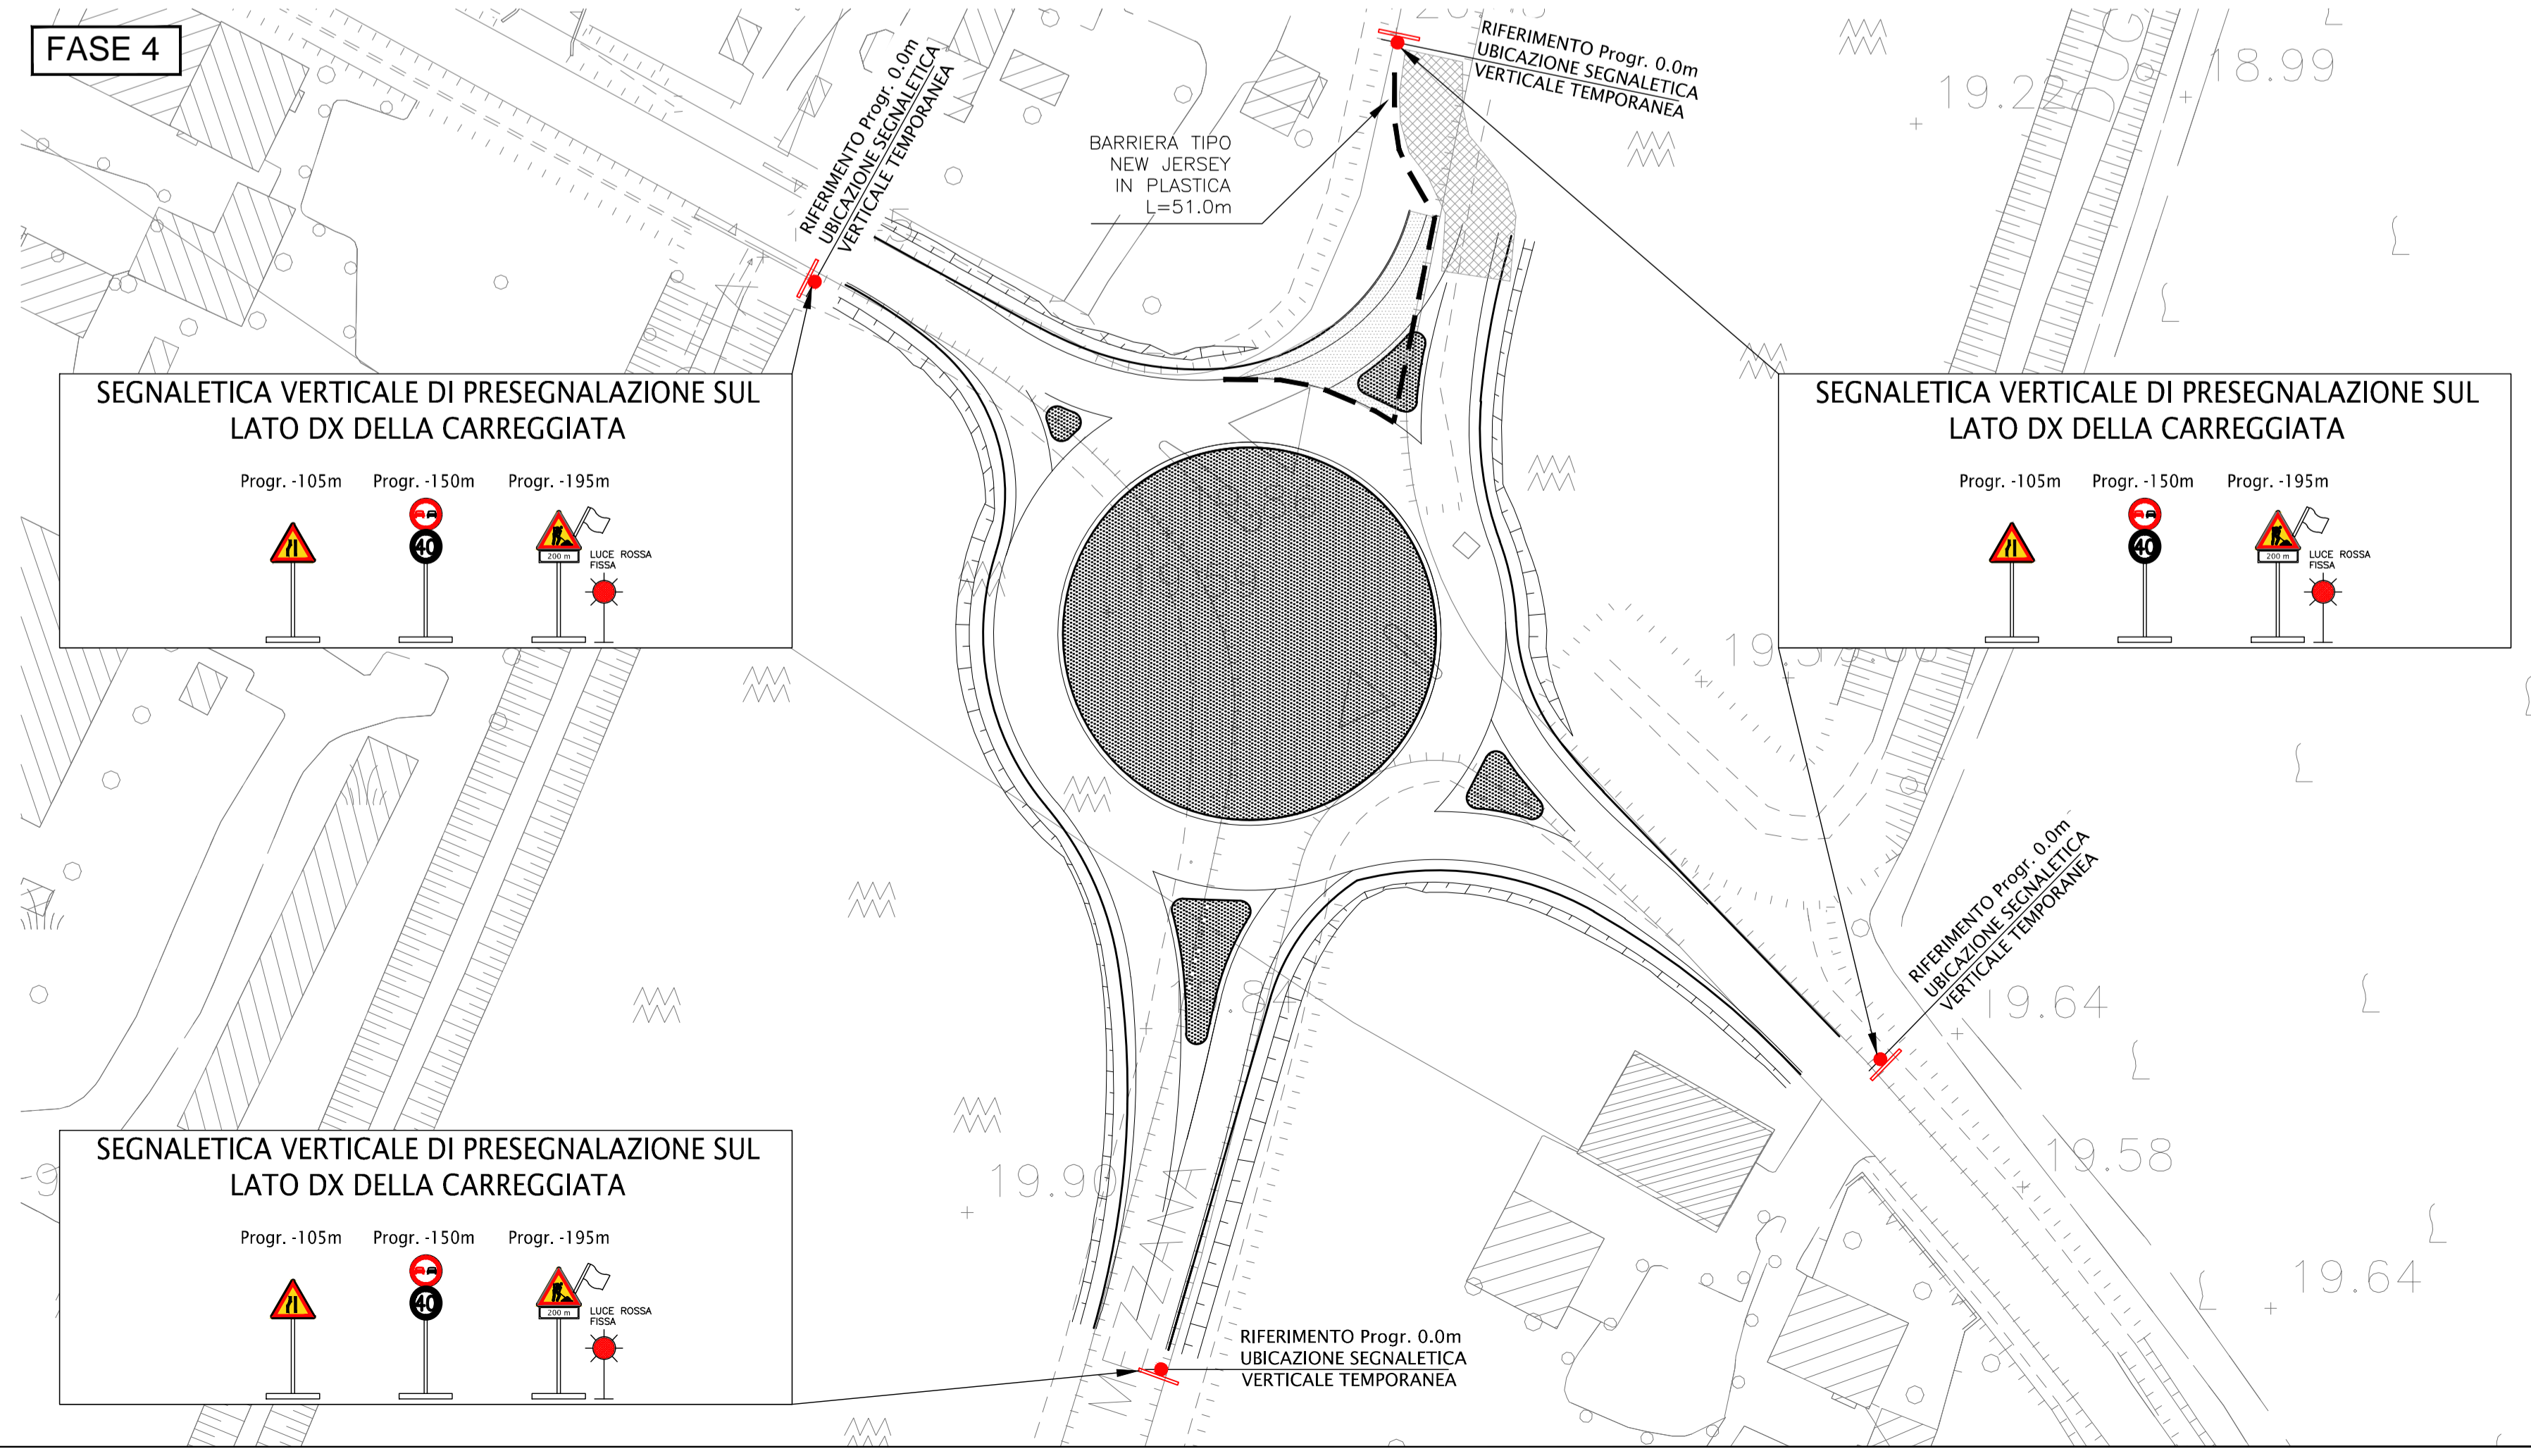 FASE 4
RIFERIMENTO Progr. 0.0m
UBICAZIONE SEGNALETICA
VERTICALE TEMPORANEA
RIFERIMENTO Progr. 0.0m
UBICAZIONE SEGNALETICA
VERTICALE TEMPORANEA
BARRIERA TIPO
NEW JERSEY
IN PLASTICA
L=51.0m
19.22
18.99
SEGNALETICA VERTICALE DI PRESEGNALAZIONE SUL
LATO DX DELLA CARREGGIATA
Progr. -105m Progr. -150m Progr. -195m
40
200 m
LUCE ROSSA
FISSA
SEGNALETICA VERTICALE DI PRESEGNALAZIONE SUL
LATO DX DELLA CARREGGIATA
Progr. -105m Progr. -150m Progr. -195m
40
200 m
LUCE ROSSA
FISSA
RIFERIMENTO Progr. 0.0m
UBICAZIONE SEGNALETICA
VERTICALE TEMPORANEA
19.64
19.58
19.90
19.64
SEGNALETICA VERTICALE DI PRESEGNALAZIONE SUL
LATO DX DELLA CARREGGIATA
Progr. -105m Progr. -150m Progr. -195m
40
200 m
LUCE ROSSA
FISSA
RIFERIMENTO Progr. 0.0m
UBICAZIONE SEGNALETICA
VERTICALE TEMPORANEA